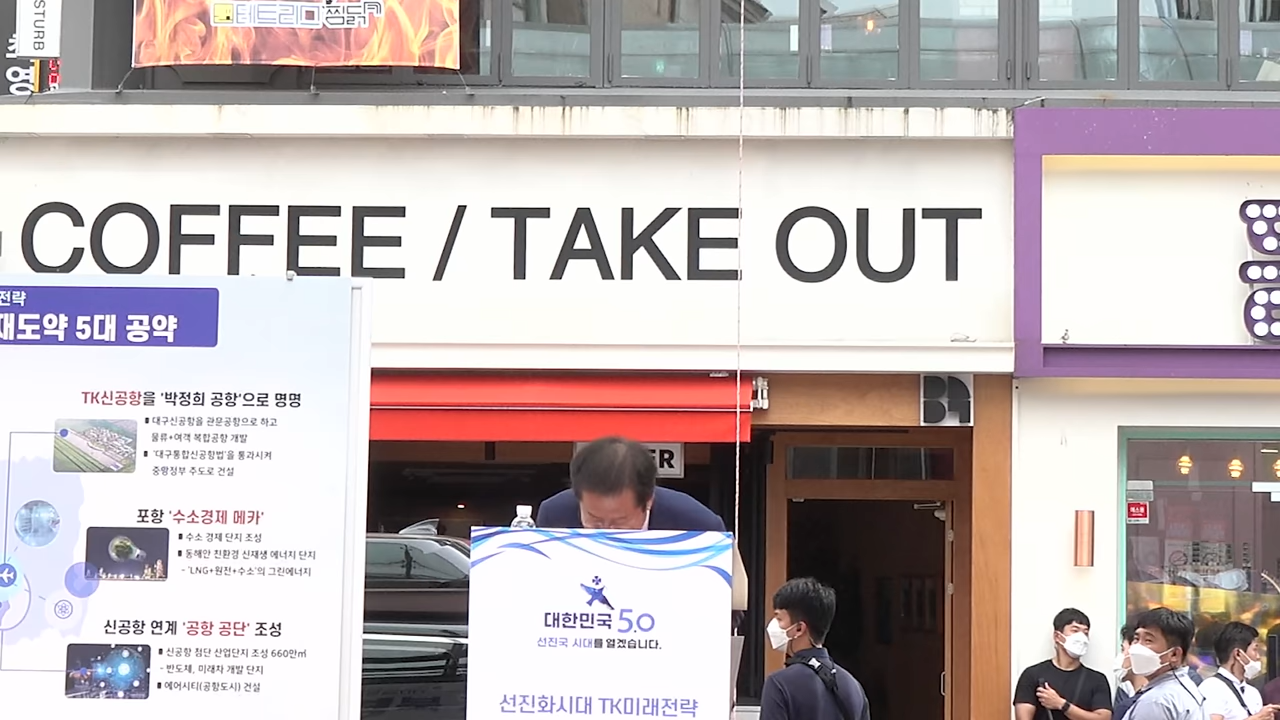 STURB
영
COFFEE / TAKE OUT
전략
재도약 5대 공약
TK신공항을 '박정희 공항'으로 명명
대구신공항을 관문공항으로 하고
물류+여객 복합공항 개발
'대구통합신공항법'을 통과시켜
중앙정부 주도로 건설
포항 '수소경제 메카'
수소 경제 단지 조성
동해안 친환경 신재생 에너지 단지
- 'LNG+원전+수소'의 그린에너지
신공항 연계 '공항 공단' 조성
신공항 첨단 산업단지 조성 660만㎡
- 반도체, 미래차 개발 단지
에어시티(공항도시) 건설
ER
대한민국 5.0
선진국 시대를 열겠습니다.
선진화시대 TK미래전략